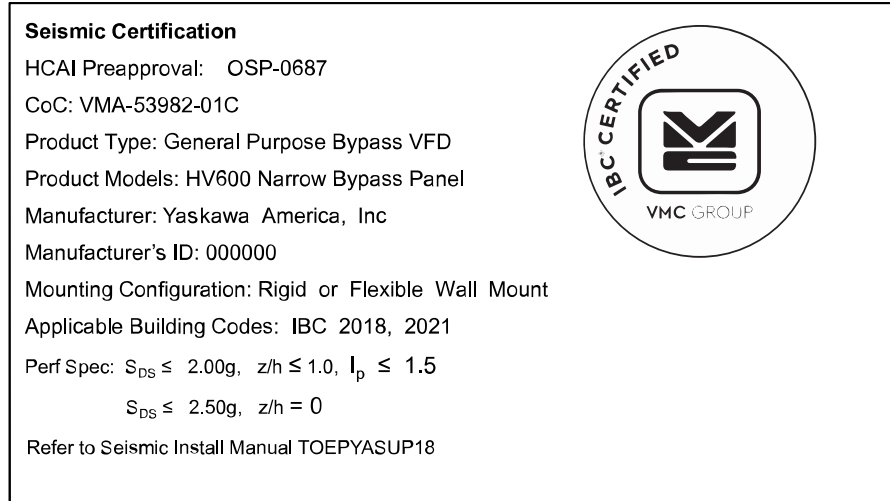 Seismic Certification
HCAI Preapproval: OSP-0687
CoC: VMA-53982-01C
Product Type: General Purpose Bypass VFD
Product Models: HV600 Narrow Bypass Panel
Manufacturer: Yaskawa America, Inc
Manufacturer's ID: 000000
Mounting Configuration: Rigid or Flexible Wall Mount
Applicable Building Codes: IBC 2018, 2021
Perf Spec: SDS ≤ 2.00g, z/h ≤ 1.0, Ip ≤ 1.5
SDS ≤ 2.50g, z/h = 0
Refer to Seismic Install Manual TOEPYASUP18
IBC® CERTIFIED
VMC GROUP